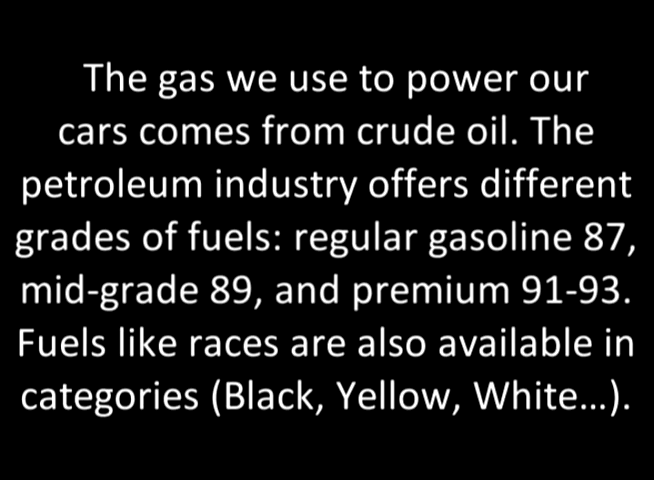 The gas we use to power our
cars comes from crude oil. The
petroleum industry offers different
grades of fuels: regular gasoline 87,
mid-grade 89, and premium 91-93.
Fuels like races are also available in
categories (Black, Yellow, White...).